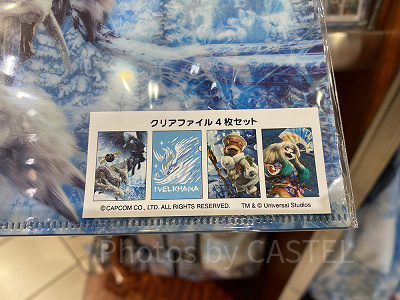 クリアファイル4枚セット
IVELKHANA
©CAPCOM CO., LTD. ALL RIGHTS RESERVED. TM & © Universal Studios
Photos by CASTEL